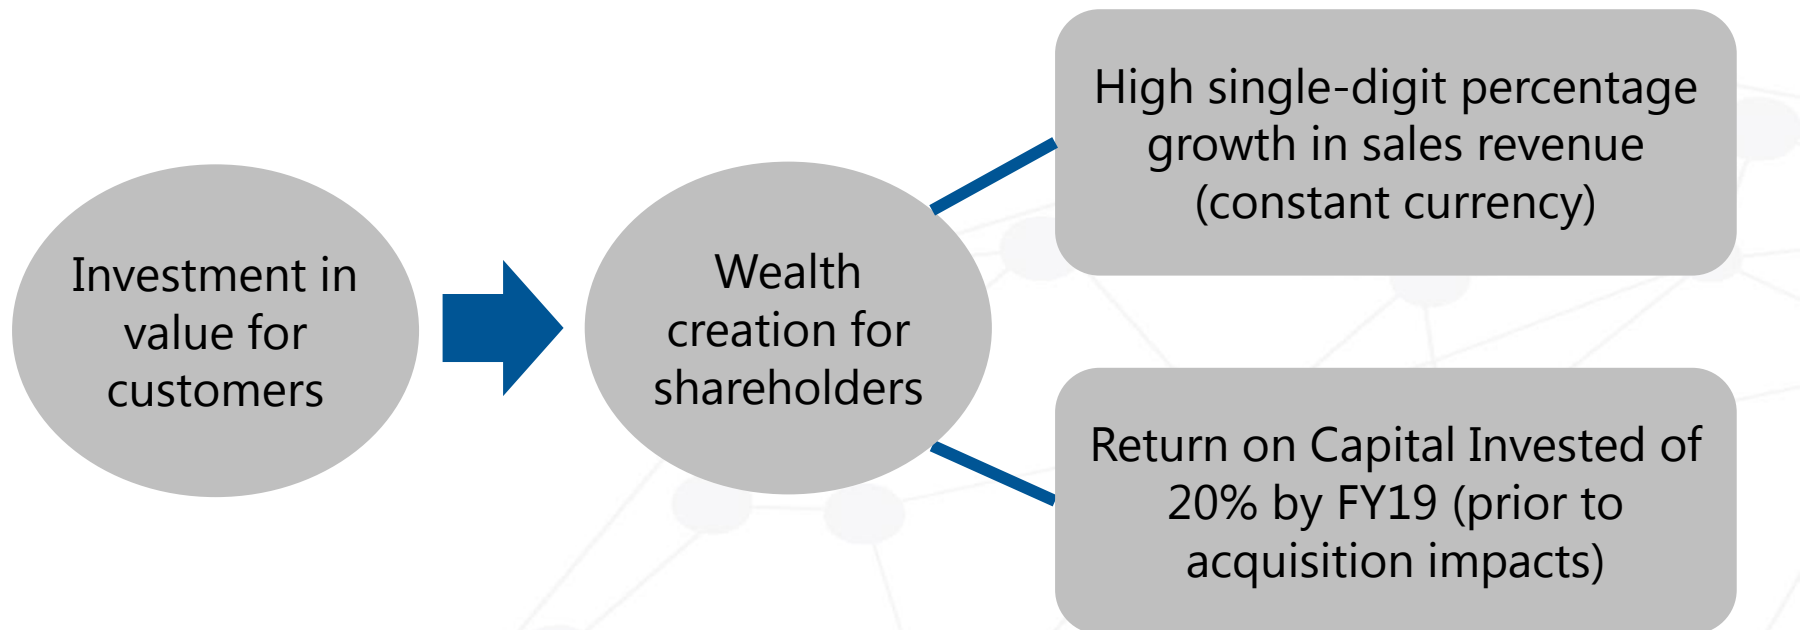 Investment in
value for
customers
Wealth
creation for
shareholders
High single-digit percentage
growth in sales revenue
(constant currency)
Return on Capital Invested of
20% by FY19 (prior to
acquisition impacts)